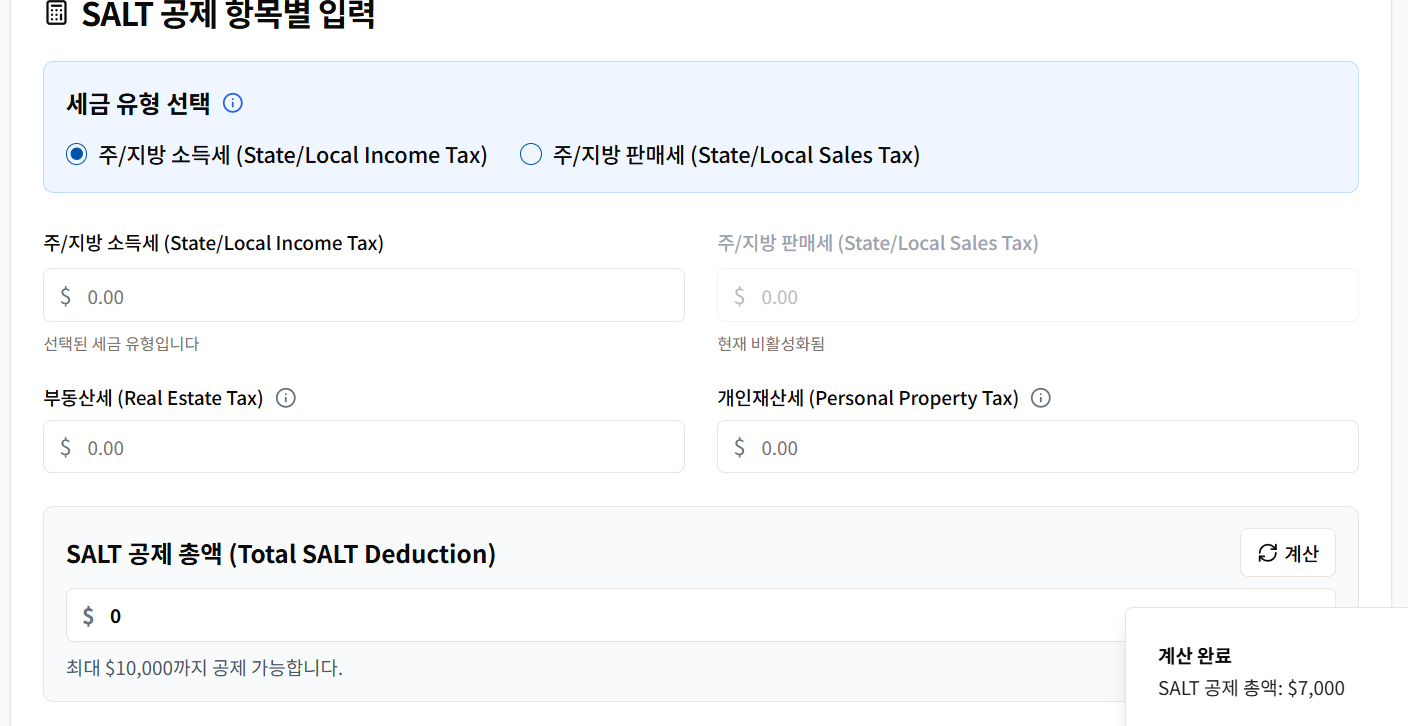 SALT 공제 항목별 입력
세금 유형 선택
주/지방 소득세 (State/Local Income Tax) 주/지방 판매세 (State/Local Sales Tax)
주/지방 소득세 (State/Local Income Tax) 주/지방 판매세 (State/Local Sales Tax)
$ 0.00 $ 0.00
선택된 세금 유형입니다 현재 비활성화됨
부동산세 (Real Estate Tax) 개인재산세 (Personal Property Tax)
$ 0.00 $ 0.00
SALT 공제 총액 (Total SALT Deduction) 계산
$ 0
최대 $10,000까지 공제 가능합니다.
계산 완료
SALT 공제 총액: $7,000